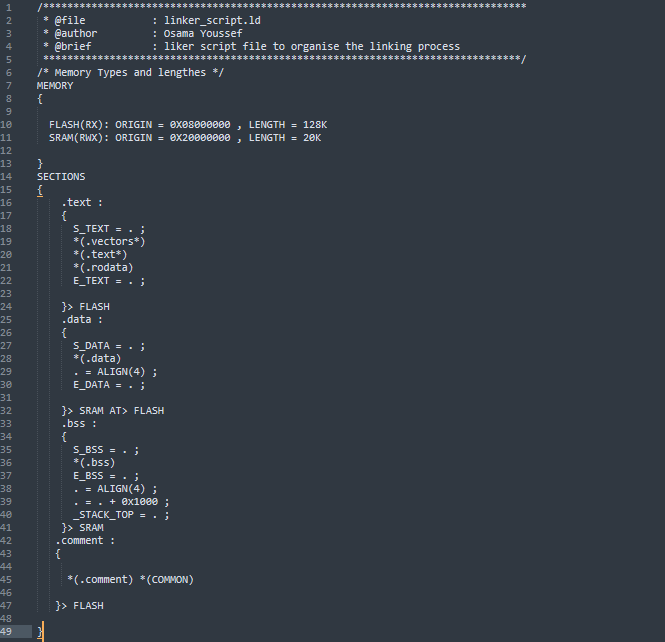 1 /********************************************************************************
2 * @file : linker_script.ld
3 * @author : Osama Youssef
4 * @brief : liker script file to organise the linking process
5 *******************************************************************************/
6 /* Memory Types and lengthes */
7 MEMORY
8 {
9
10 FLASH(RX): ORIGIN = 0X08000000 , LENGTH = 128K
11 SRAM(RWX): ORIGIN = 0X20000000 , LENGTH = 20K
12
13 }
14 SECTIONS
15 {
16 .text :
17 {
18 S_TEXT = . ;
19 *(.vectors*)
20 *(.text*)
21 *(.rodata)
22 E_TEXT = . ;
23
24 }> FLASH
25 .data :
26 {
27 S_DATA = . ;
28 *(.data)
29 . = ALIGN(4) ;
30 E_DATA = . ;
31
32 }> SRAM AT> FLASH
33 .bss :
34 {
35 S_BSS = . ;
36 *(.bss)
37 E_BSS = . ;
38 . = ALIGN(4) ;
39 . = . + 0x1000 ;
40 _STACK_TOP = . ;
41 }> SRAM
42 .comment :
43 {
44
45 *(.comment) *(COMMON)
46
47 }> FLASH
48
49 }